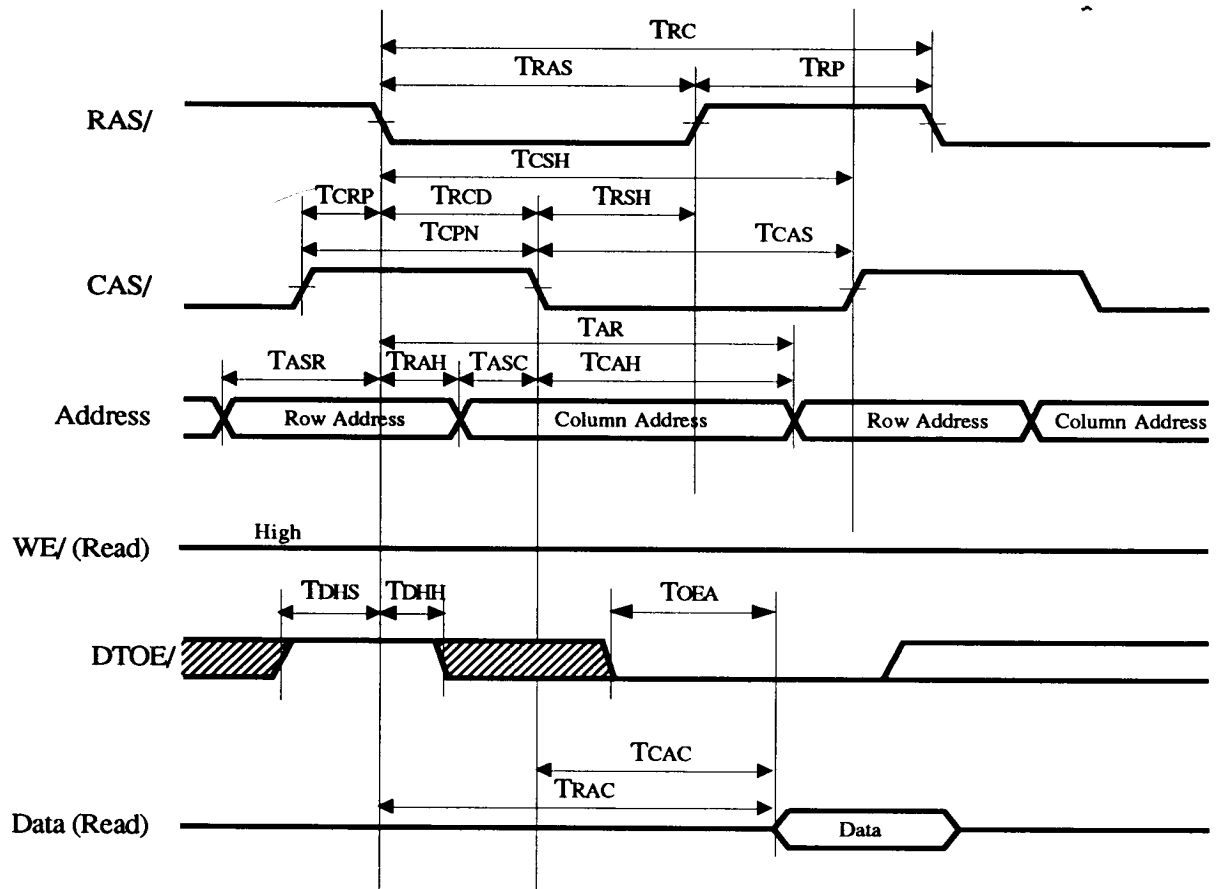 TRC
TRAS TRP
RAS/
TCSH
TCRP TRCD TRSH
TCPN TCAS
CAS/
TAR
TASR TRAH TASC TCAH
Address Row Address Column Address Row Address Column Address
High
WE/ (Read)
TDHS TDHH TOEA
DTOE/
TCAC
TRAC
Data (Read) Data